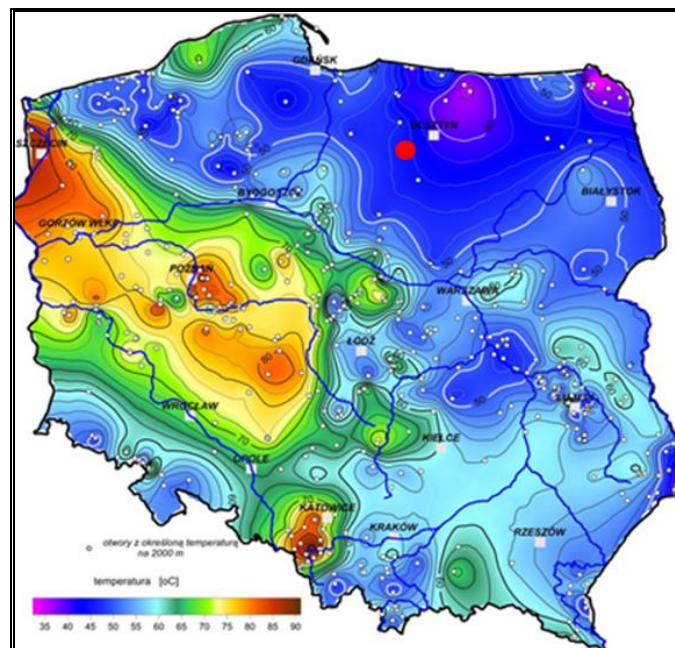 GDAŃSK
OLSZTYN
SZCZECIN
BYDGOSZCZ
BIAŁYSTOK
GORZÓW WLKP
POZNAŃ
WARSZAWA
ŁÓDŹ
WROCŁAW
LUBLIN
KIELCE
OPOLE
KATOWICE
KRAKÓW
RZESZÓW
otwory z określoną temperaturą
na 2000 m
temperatura [oC]
35 40 45 50 55 60 65 70 75 80 85 90